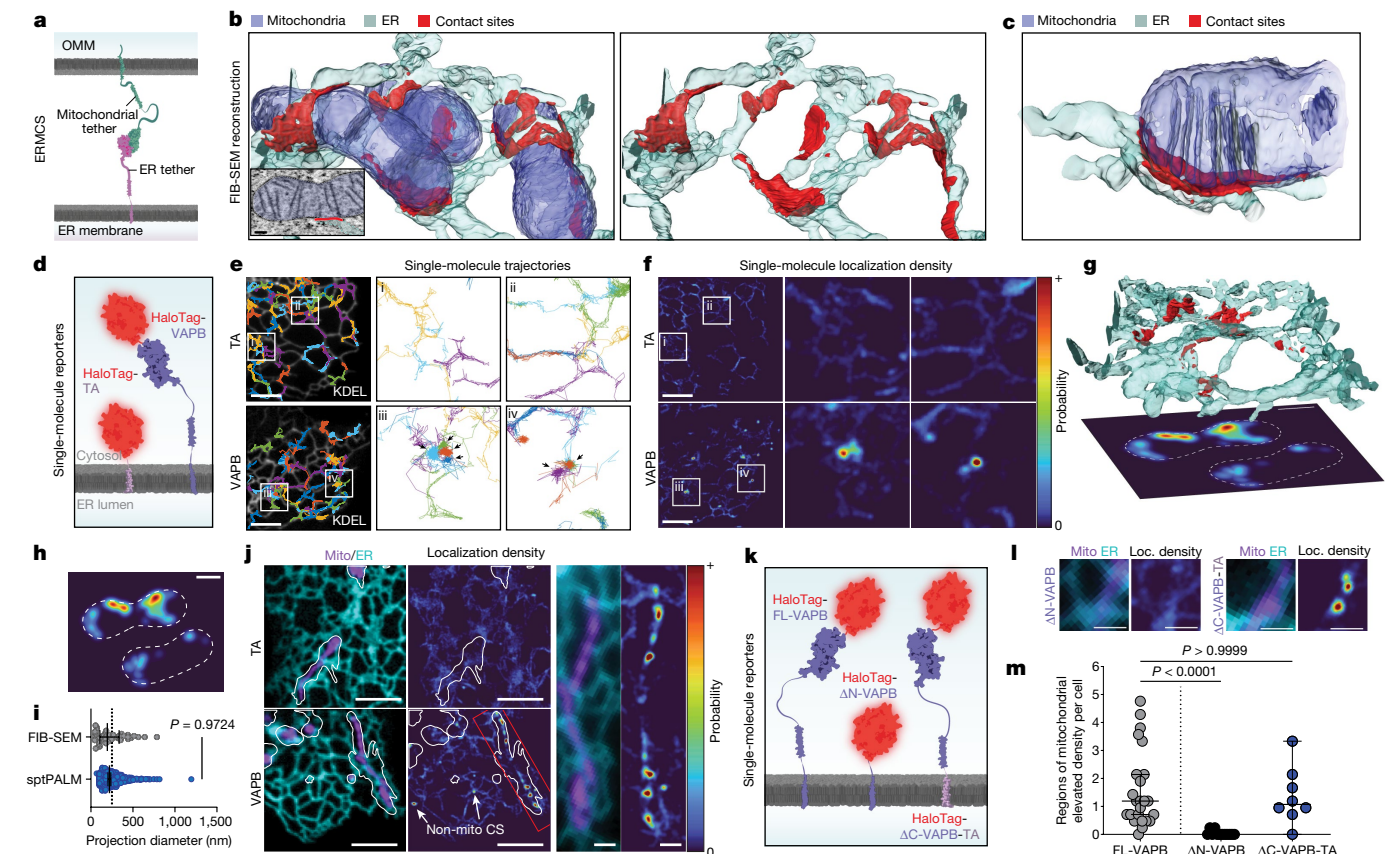 a
OMM
Mitochondrial
tether
ER tether
ER membrane
ERMCS
b
Mitochondria
ER
Contact sites
FIB-SEM reconstruction
c
Mitochondria
ER
Contact sites
d
Single-molecule reporters
HaloTag-
VAPB
HaloTag-
TA
Cytosol
ER lumen
e
Single-molecule trajectories
TA
ii
KDEL
i
ii
VAPB
iii
iv
KDEL
iii
iv
f
Single-molecule localization density
TA
ii
i
VAPB
iii
iv
+
Probability
0
g
h
i
FIB-SEM
sptPALM
P = 0.9724
0
500
1,000
1,500
Projection diameter (nm)
j
Mito/ER
Localization density
TA
VAPB
Non-mito CS
+
Probability
0
k
Single-molecule reporters
HaloTag-
FL-VAPB
HaloTag-
ΔN-VAPB
HaloTag-
ΔC-VAPB-TA
l
Mito ER
Loc. density
Mito ER
Loc. density
ΔN-VAPB
ΔC-VAPB-TA
m
P > 0.9999
P < 0.0001
6
5
4
3
2
1
0
Regions of mitochondrial
elevated density per cell
FL-VAPB
ΔN-VAPB
ΔC-VAPB-TA